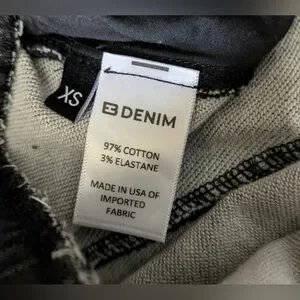 XS
B DENIM
97% COTTON
3% ELASTANE
MADE IN USA OF
IMPORTED
FABRIC